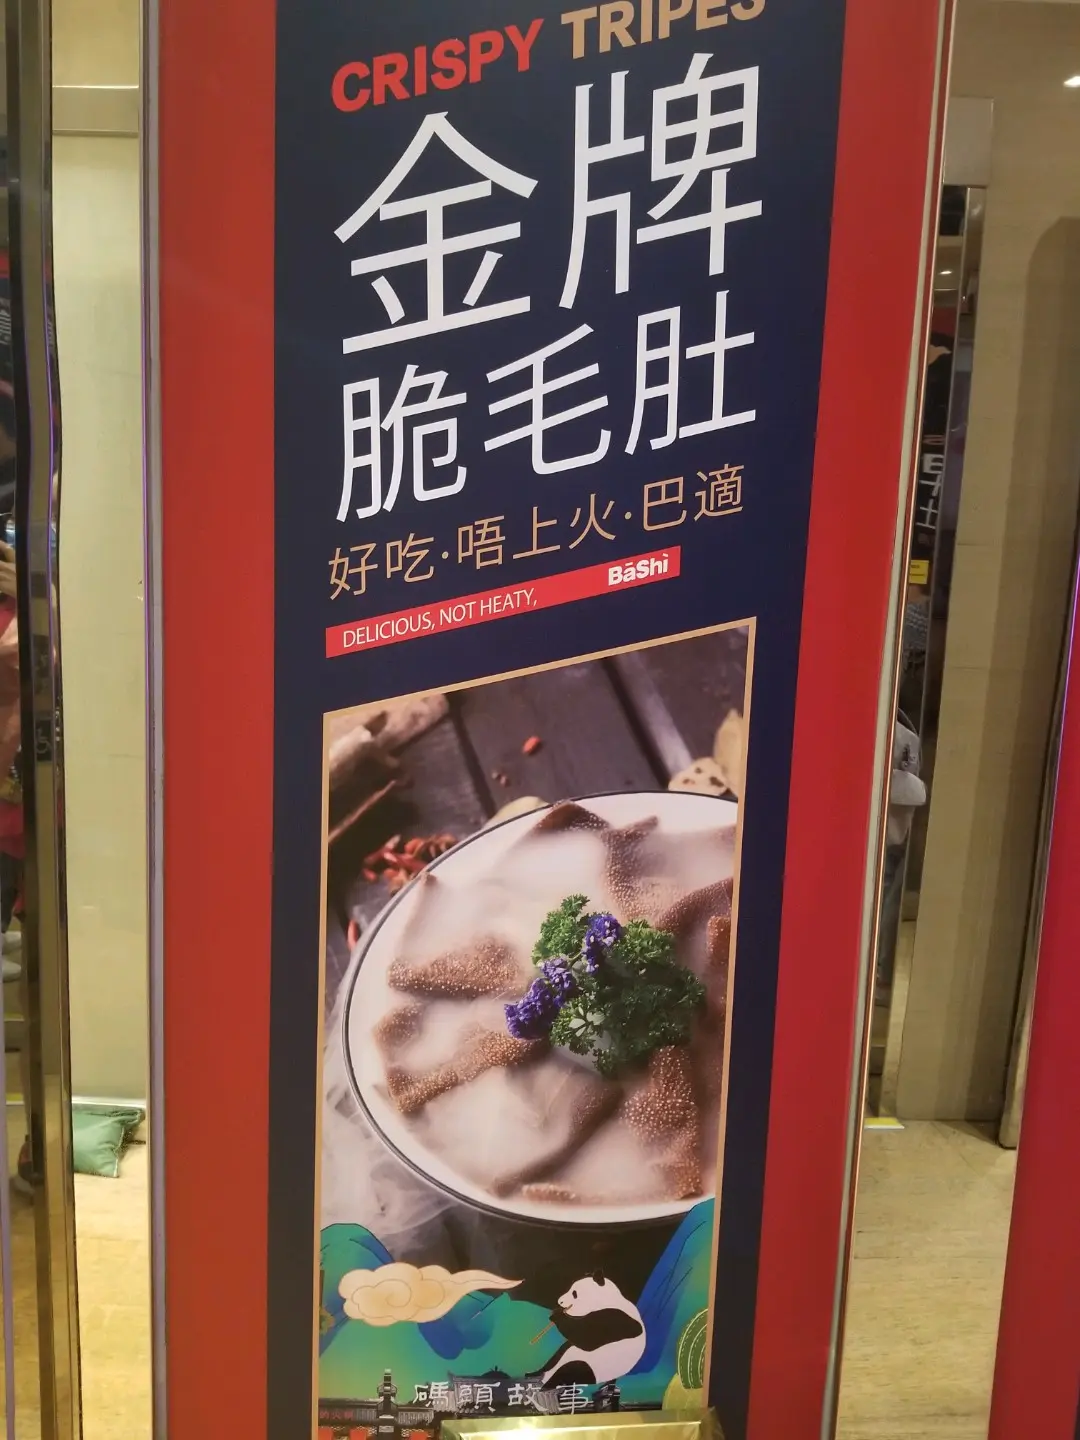 CRISPY TRIPES
金牌
脆毛肚
好吃·唔上火·巴適
DELICIOUS, NOT HEATY, BāShì
碼頭故事